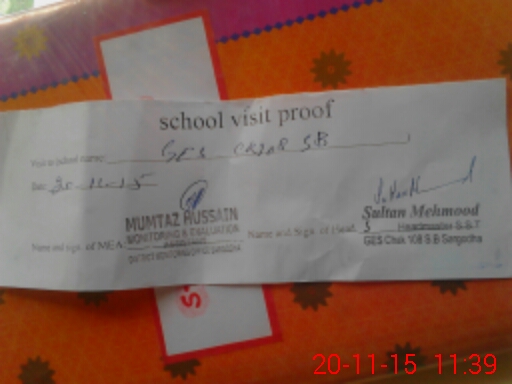 school visit proof
Visit to school name: GES Ck 108 SB
Date: 20-11-15
MUMTAZ HUSSAIN
MONITORING & EVALUATION
Name and sign. of MEA
Name and Sign. of Head.
Sultan Mehmood
Headmaster
GES Chak 108 S.B Sargodha
20-11-15 11:39